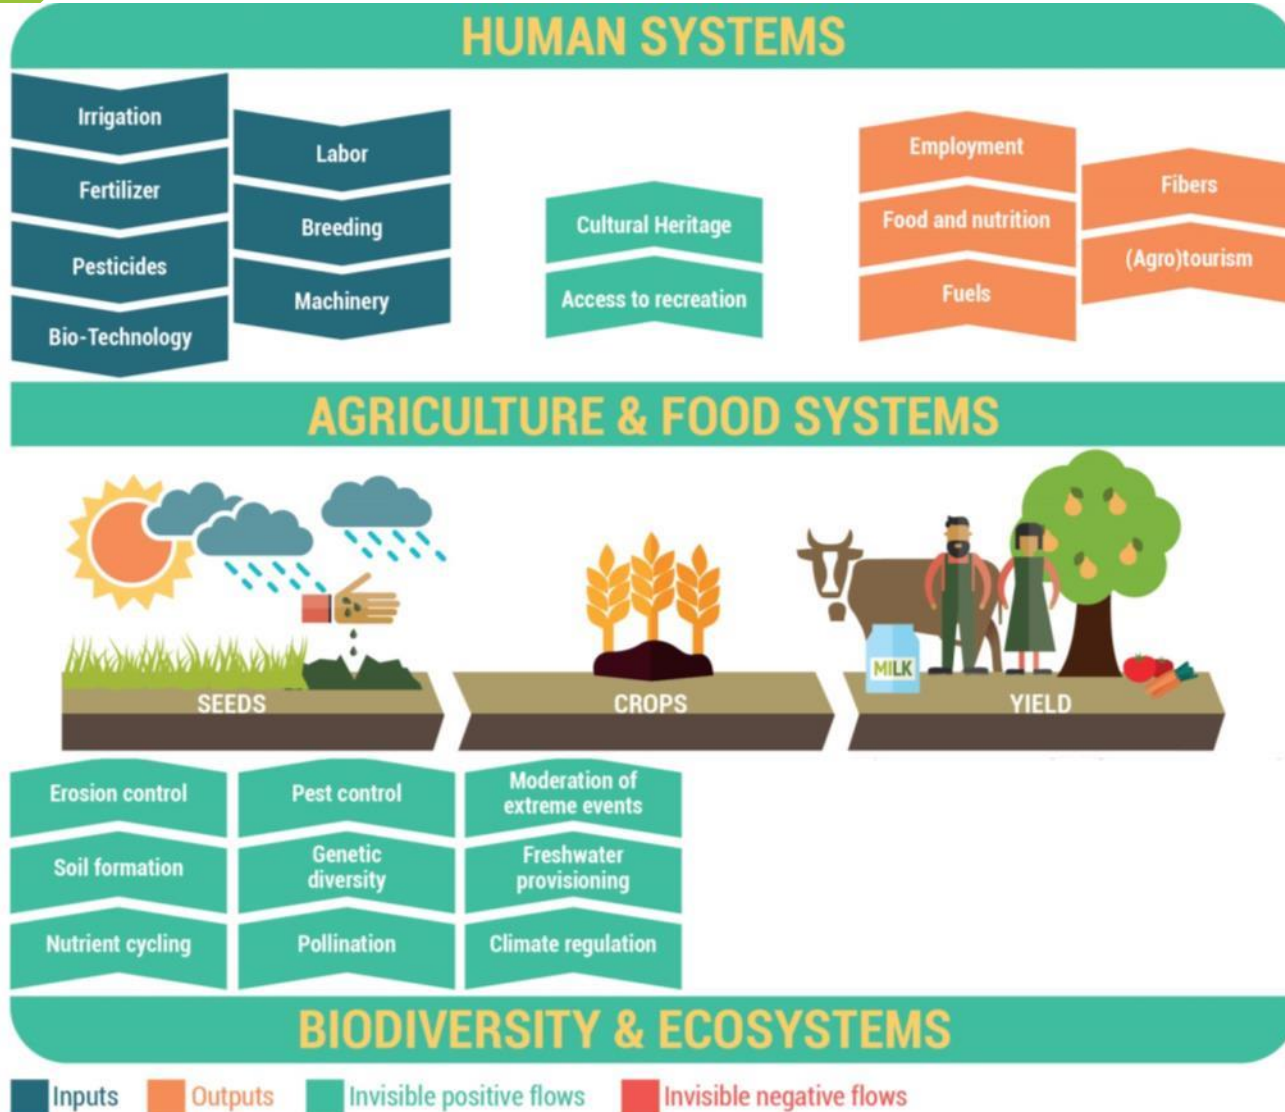 HUMAN SYSTEMS
Irrigation
Fertilizer
Pesticides
Bio-Technology
Labor
Breeding
Machinery
Cultural Heritage
Access to recreation
Employment
Food and nutrition
Fuels
Fibers
(Agro)tourism
AGRICULTURE & FOOD SYSTEMS
MILK
SEEDS
CROPS
YIELD
Erosion control
Soil formation
Nutrient cycling
Pest control
Genetic
diversity
Pollination
Moderation of
extreme events
Freshwater
provisioning
Climate regulation
BIODIVERSITY & ECOSYSTEMS
Inputs
Outputs
Invisible positive flows
Invisible negative flows